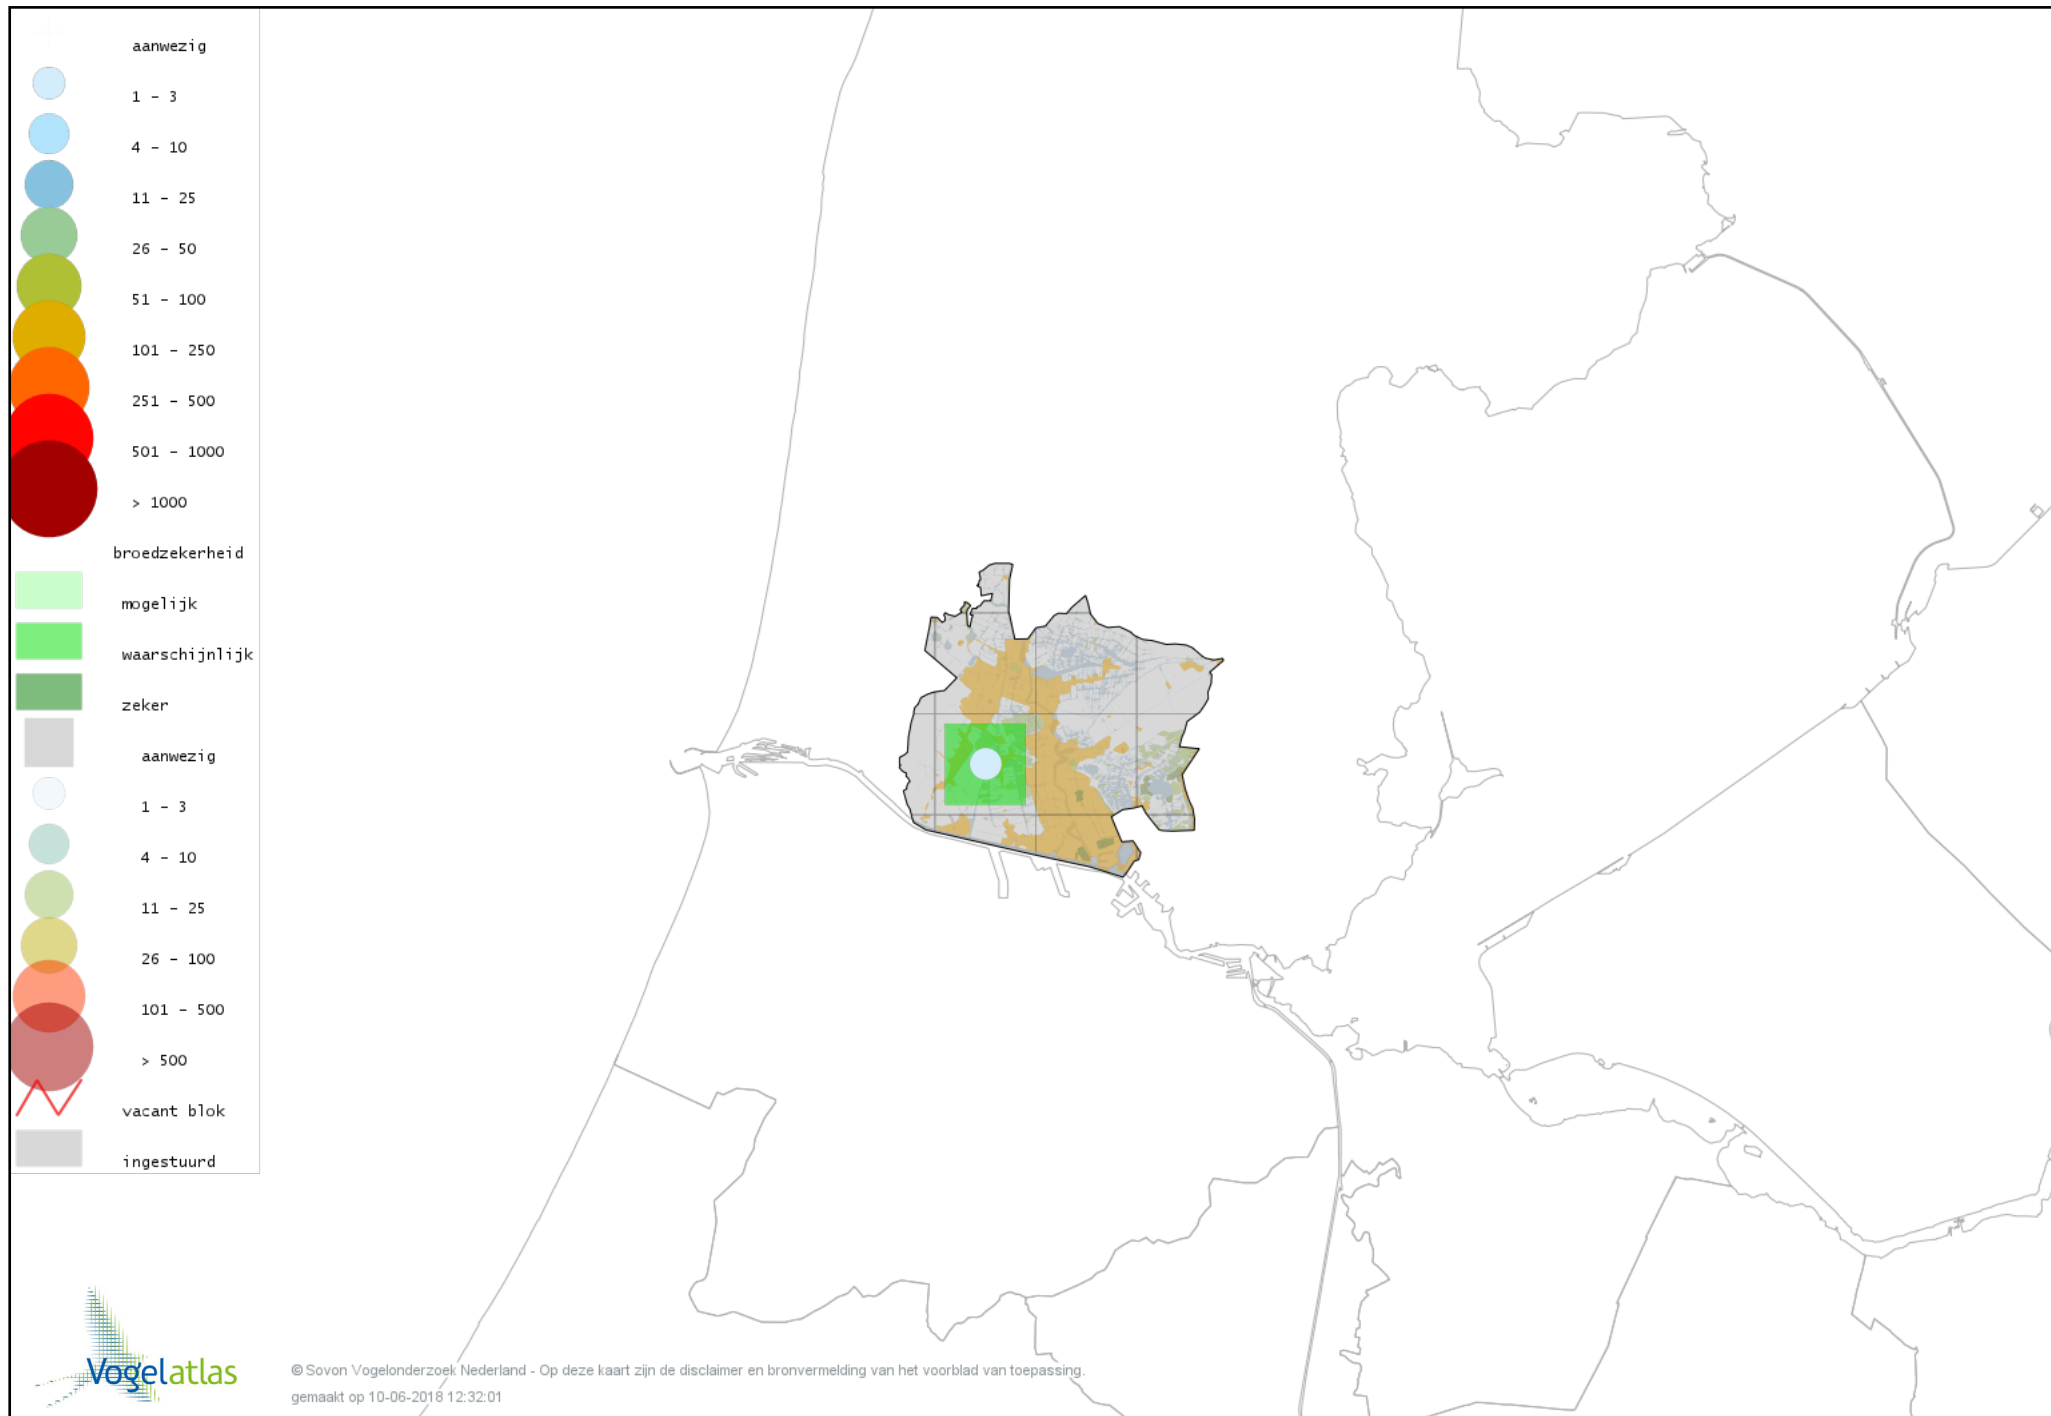 aanwezig
1 - 3
4 - 10
11 - 25
26 - 50
51 - 100
101 - 250
251 - 500
501 - 1000
> 1000
broedzekerheid
mogelijk
waarschijnlijk
zeker
aanwezig
1 - 3
4 - 10
11 - 25
26 - 100
101 - 500
> 500
vacant blok
ingestuurd
Vogelatlas
© Sovon Vogelonderzoek Nederland - Op deze kaart zijn de disclaimer en bronvermelding van het voorblad van toepassing.
gemaakt op 10-06-2018 12:32:01